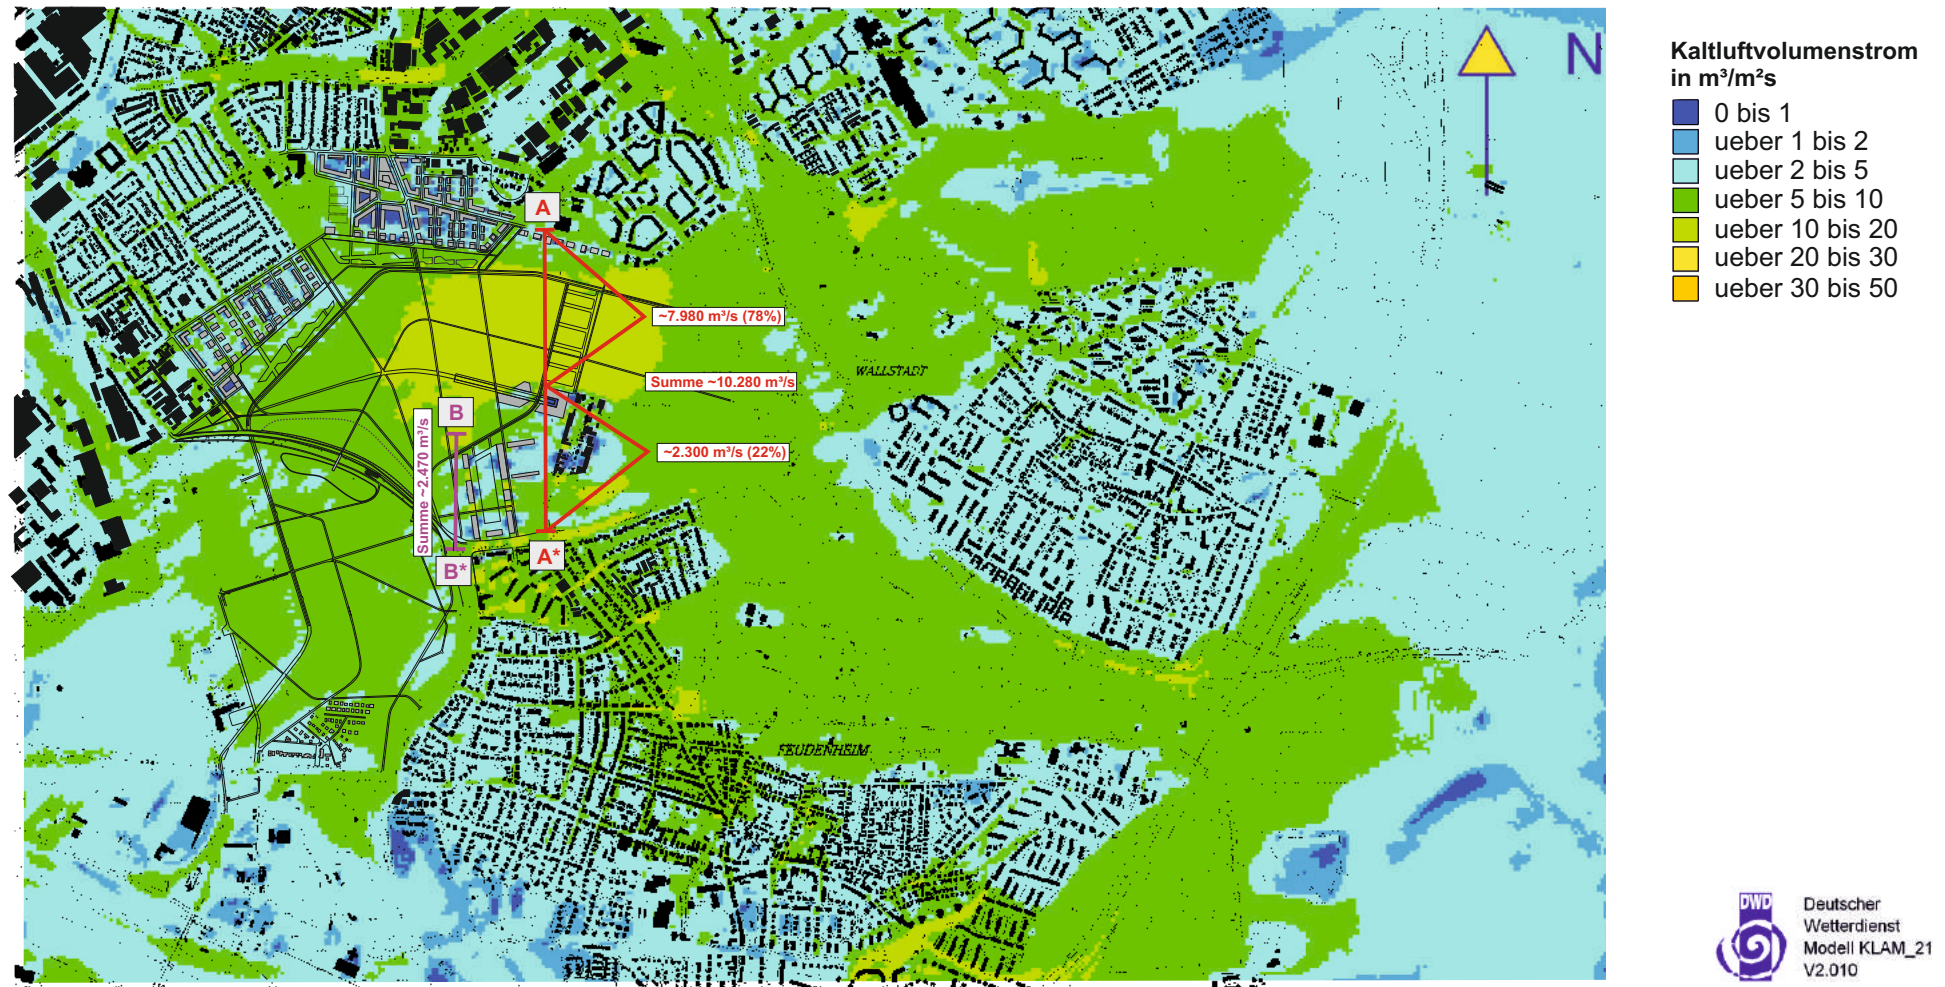 N
Kaltluftvolumenstrom
in m³/m²s
0 bis 1
ueber 1 bis 2
ueber 2 bis 5
ueber 5 bis 10
ueber 10 bis 20
ueber 20 bis 30
ueber 30 bis 50
A
~7.980 m³/s (78%)
WALLSTADT
Summe ~10.280 m³/s
B
Summe ~2.470 m³/s
~2.300 m³/s (22%)
A*
B*
FEUDENHEIM
DWD
Deutscher
Wetterdienst
Modell KLAM_21
V2.010